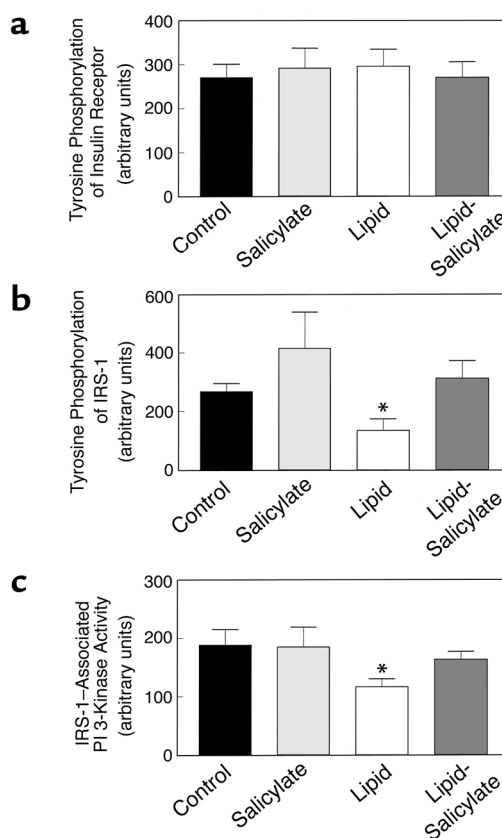 a
Tyrosine Phosphorylation
of Insulin Receptor
(arbitrary units)
400
300
200
100
0
Control
Salicylate
Lipid
Lipid-
Salicylate
b
Tyrosine Phosphorylation
of IRS-1
(arbitrary units)
600
400
200
0
*
Control
Salicylate
Lipid
Lipid-
Salicylate
c
IRS-1–Associated
PI 3-Kinase Activity
(arbitrary units)
300
200
100
0
*
Control
Salicylate
Lipid
Lipid-
Salicylate